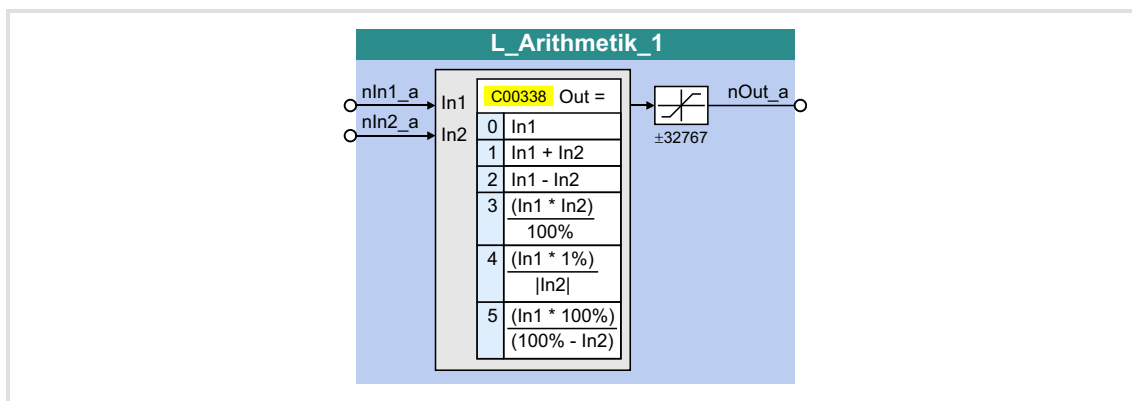 L_Arithmetik_1
nIn1_a
nIn2_a
In1
In2
C00338 Out =
0 In1
1 In1 + In2
2 In1 - In2
3 (In1 * In2)
100%
4 (In1 * 1%)
|In2|
5 (In1 * 100%)
(100% - In2)
±32767
nOut_a